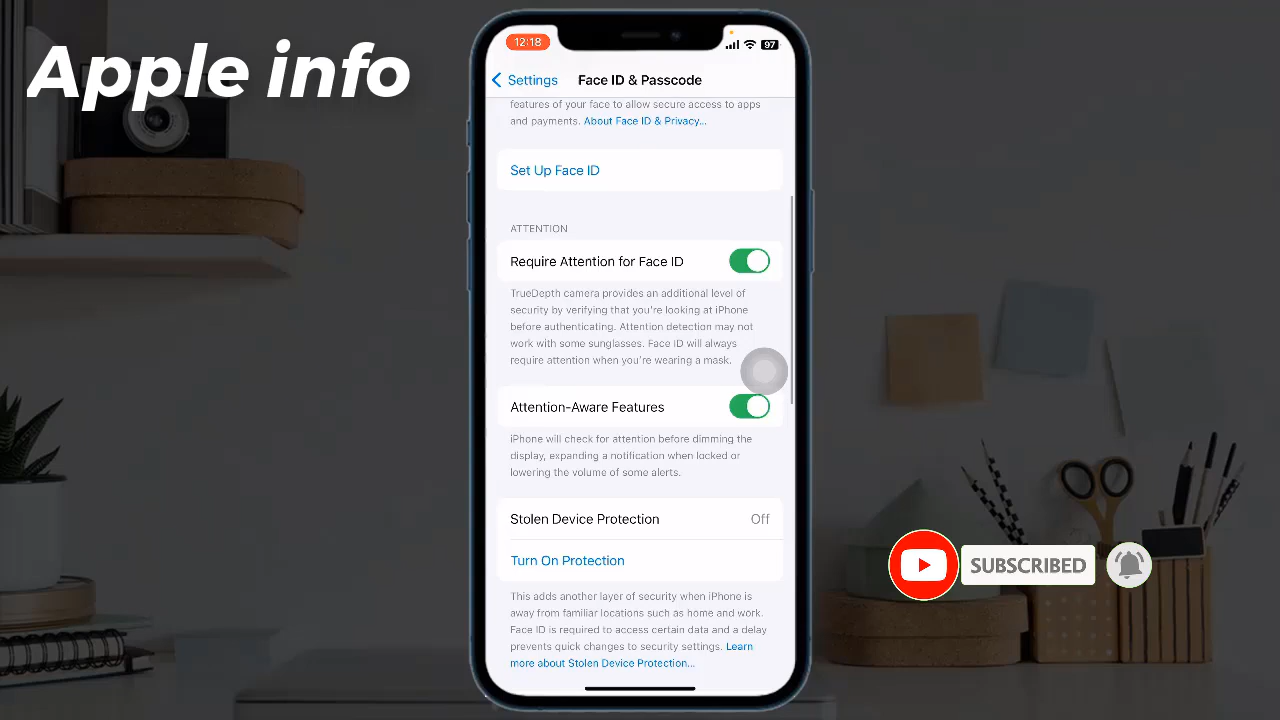 Apple info
12:18
97
Settings
Face ID & Passcode
features of your face to allow secure access to apps
and payments. About Face ID & Privacy...
Set Up Face ID
ATTENTION
Require Attention for Face ID
TrueDepth camera provides an additional level of
security by verifying that you're looking at iPhone
before authenticating. Attention detection may not
work with some sunglasses. Face ID will always
require attention when you're wearing a mask.
Attention-Aware Features
iPhone will check for attention before dimming the
display, expanding a notification when locked or
lowering the volume of some alerts.
Stolen Device Protection Off
Turn On Protection
This adds another layer of security when iPhone is
away from familiar locations such as home and work.
Face ID is required to access certain data and a delay
prevents quick changes to security settings. Learn
more about Stolen Device Protection...
SUBSCRIBED